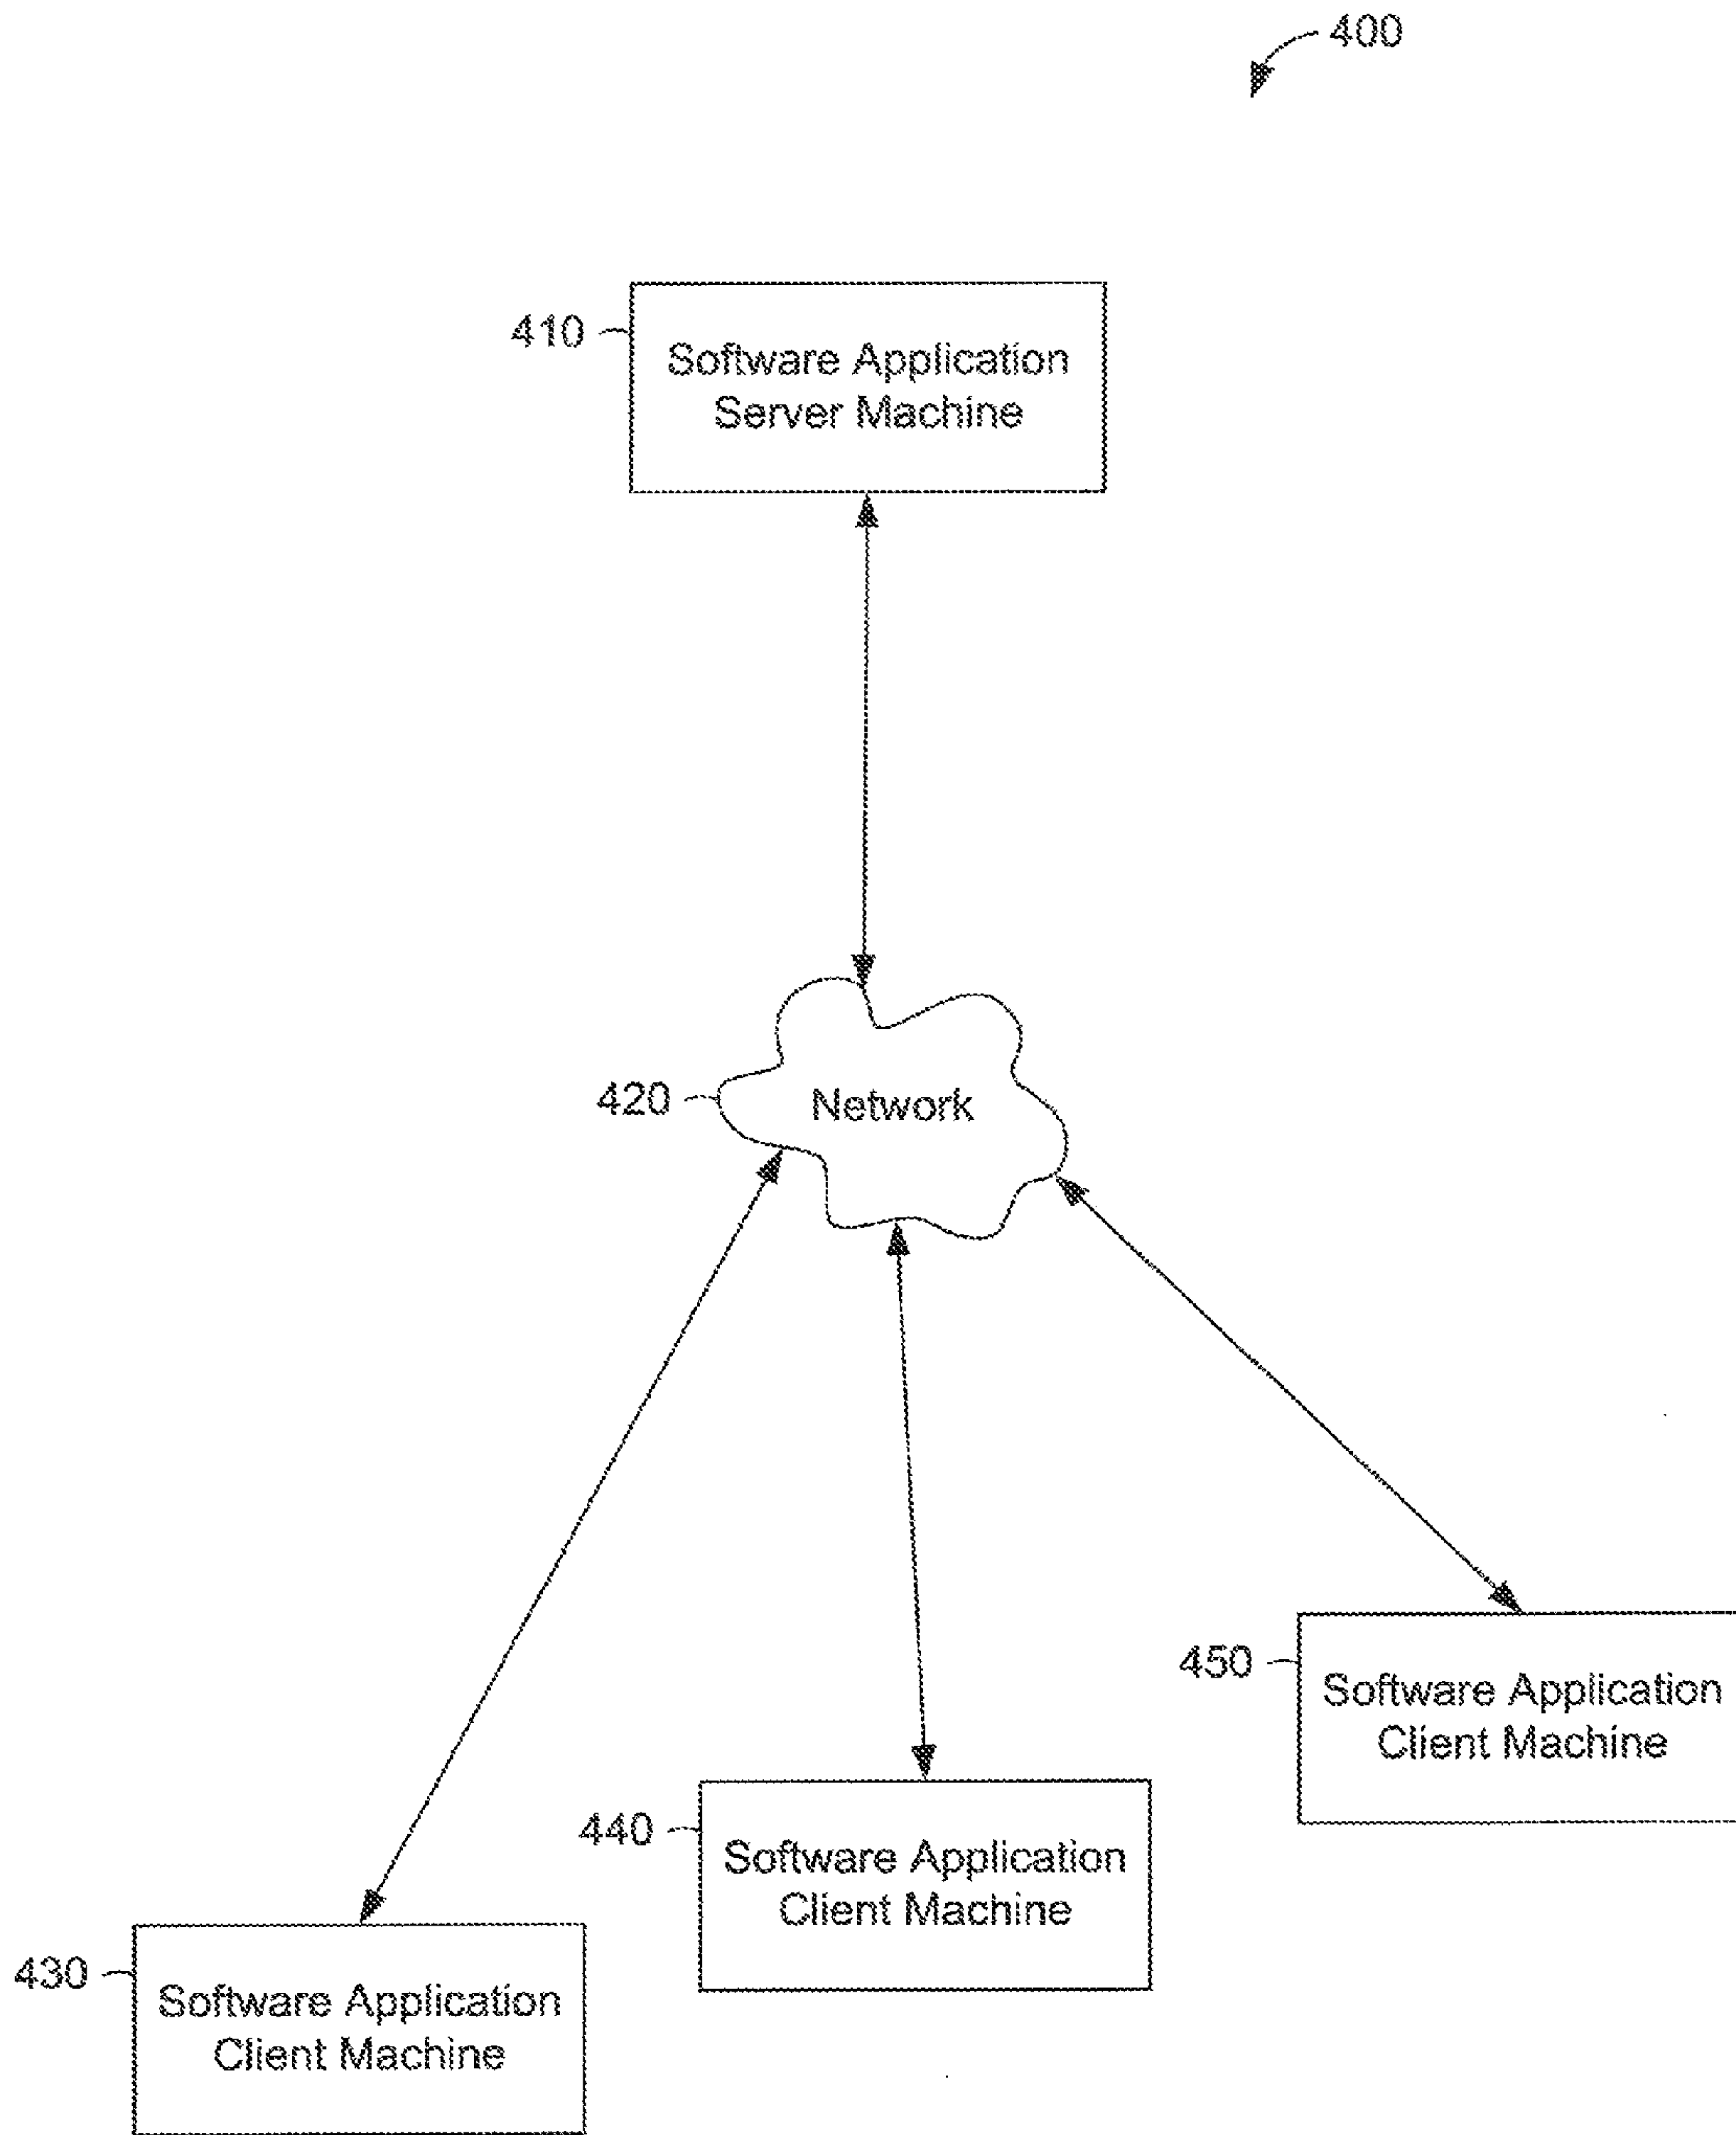 400
410
Software Application
Server Machine
420
Network
450
Software Application
Client Machine
440
Software Application
Client Machine
430
Software Application
Client Machine